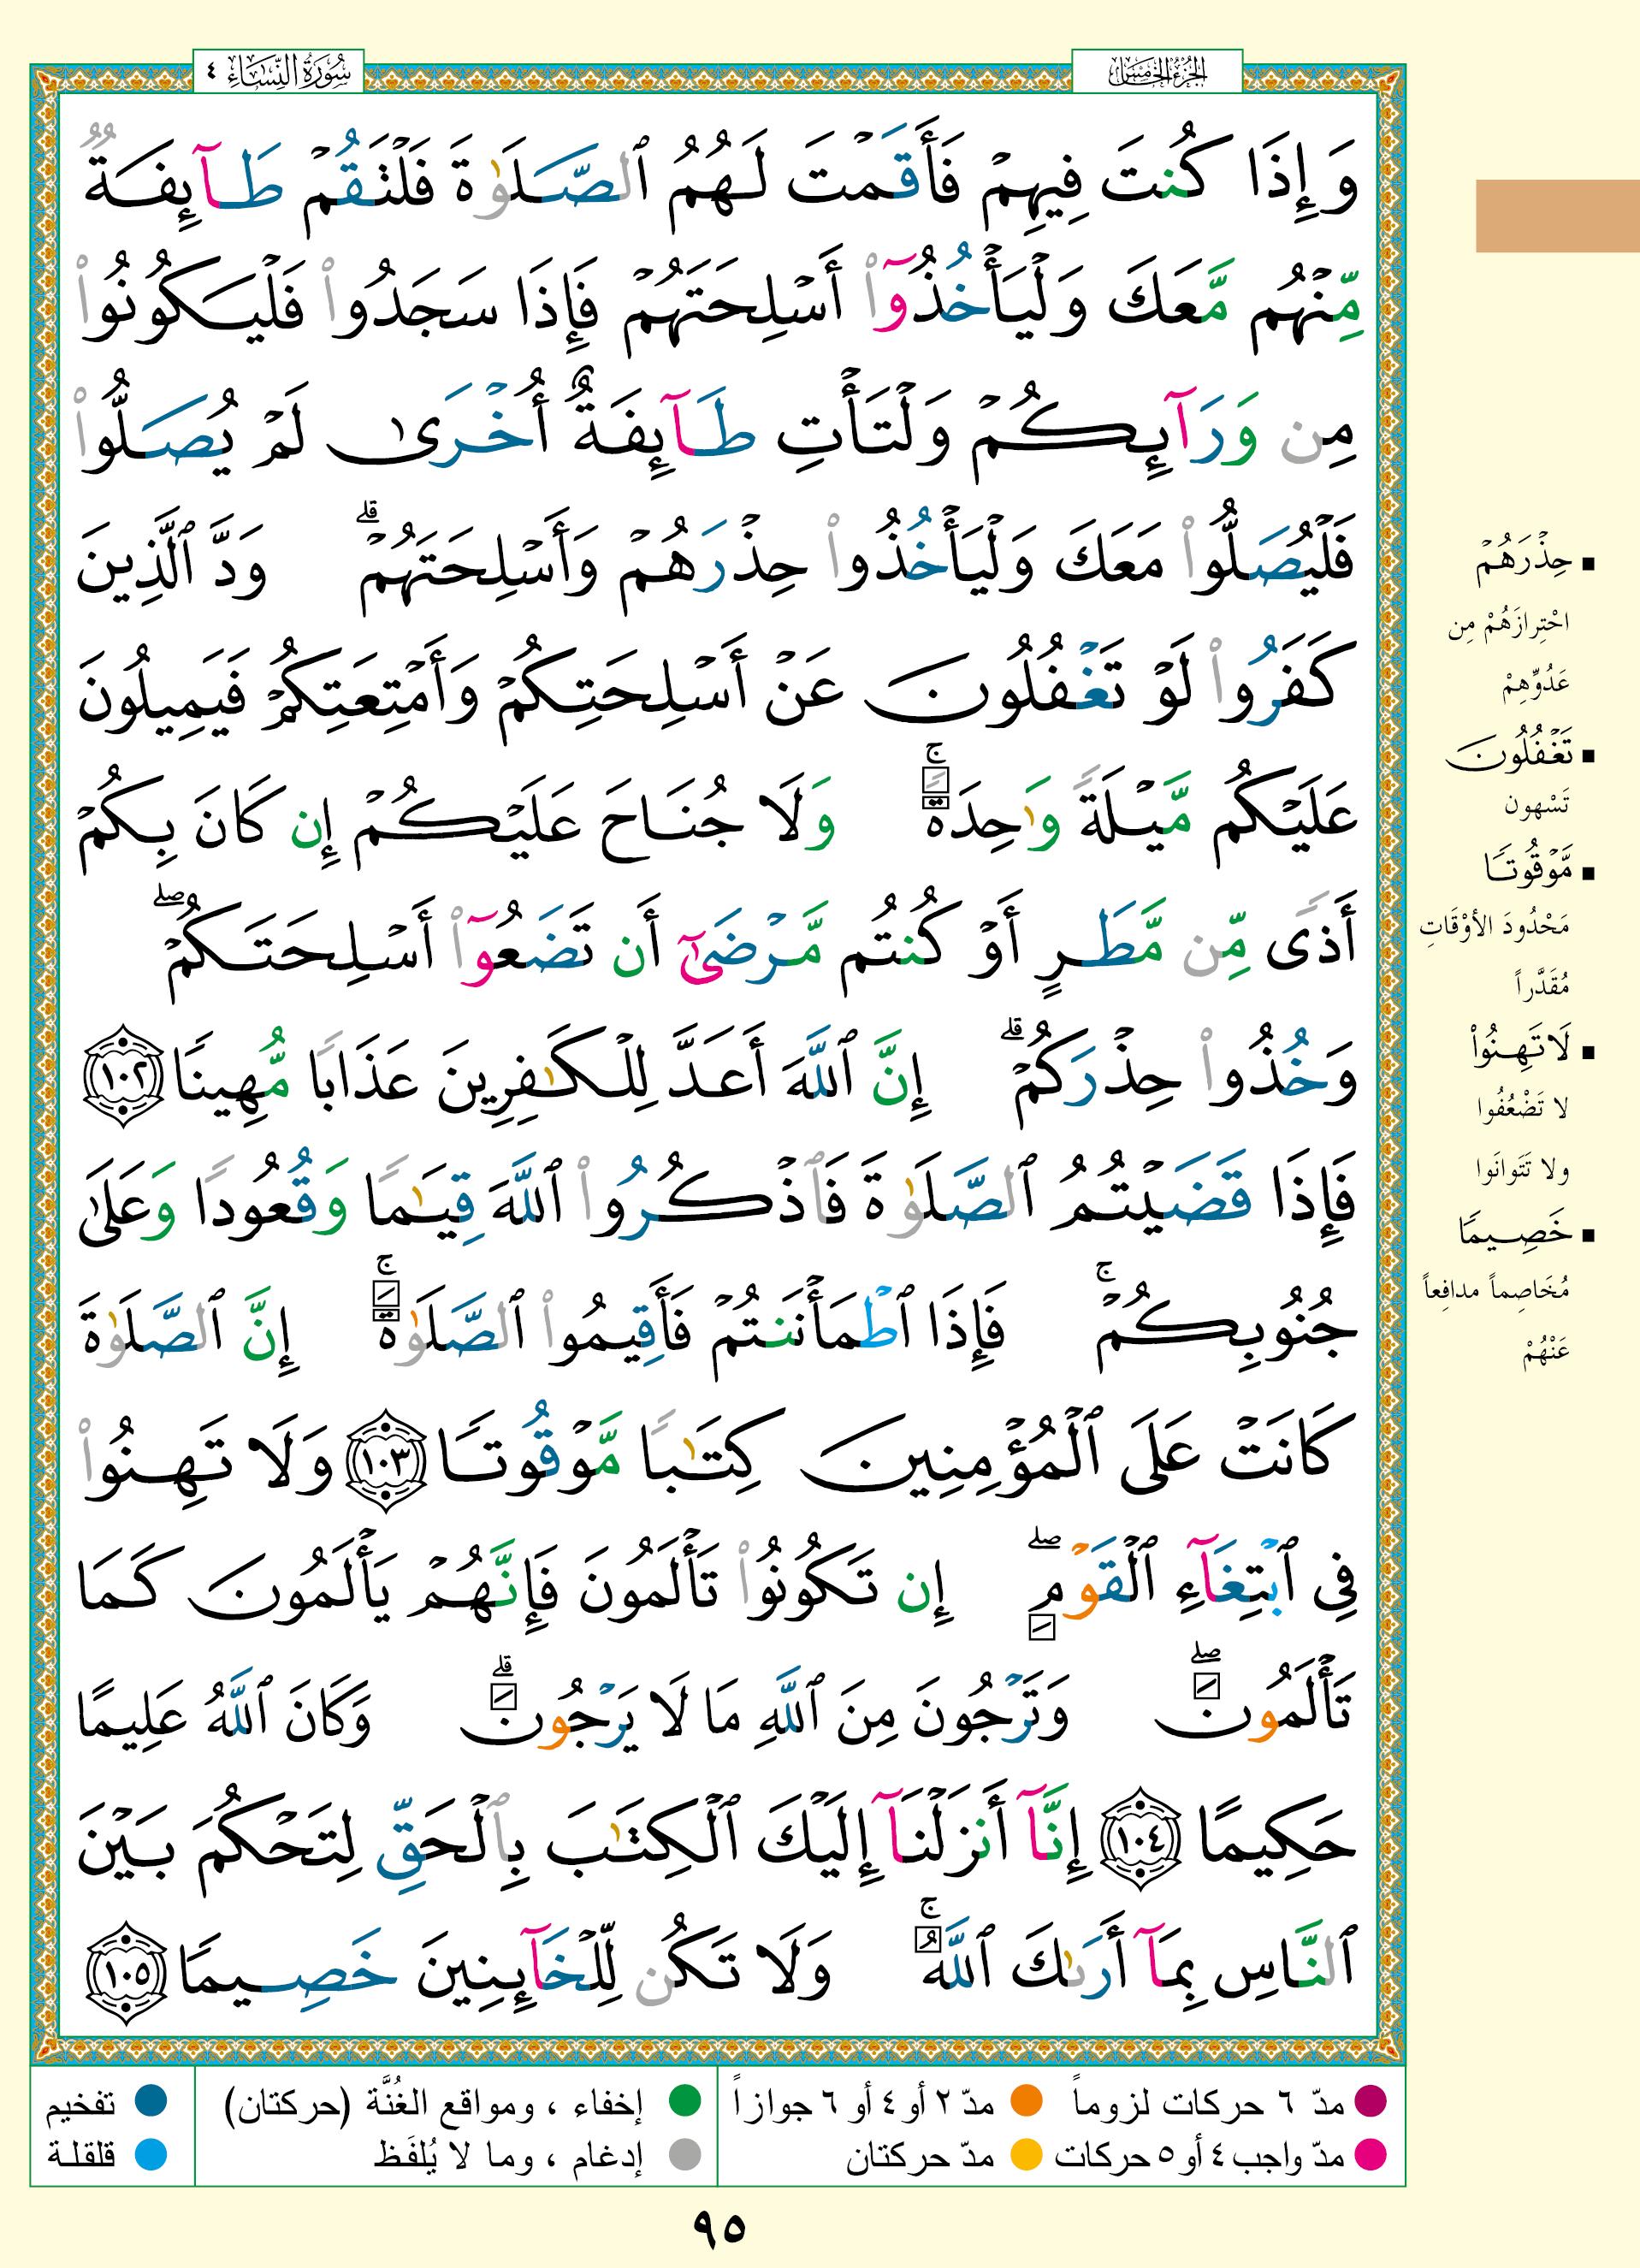 سُورَةُ النِّسَاءِ ٤
الجُزْءُ الخَامِسُ
وَإِذَا كُنتَ فِيهِمْ فَأَقَمْتَ لَهُمُ ٱلصَّلَوٰةَ فَلْتَقُمْ طَآئِفَةٌ
مِّنْهُم مَّعَكَ وَلْيَأْخُذُوٓا۟ أَسْلِحَتَهُمْ فَإِذَا سَجَدُوا۟ فَلْيَكُونُوا۟
مِن وَرَآئِكُمْ وَلْتَأْتِ طَآئِفَةٌ أُخْرَىٰ لَمْ يُصَلُّوا۟
فَلْيُصَلُّوا۟ مَعَكَ وَلْيَأْخُذُوا۟ حِذْرَهُمْ وَأَسْلِحَتَهُمْ ۗ وَدَّ ٱلَّذِينَ
كَفَرُوا۟ لَوْ تَغْفُلُونَ عَنْ أَسْلِحَتِكُمْ وَأَمْتِعَتِكُمْ فَيَمِيلُونَ
عَلَيْكُم مَّيْلَةً وَٰحِدَةً ۚ وَلَا جُنَاحَ عَلَيْكُمْ إِن كَانَ بِكُمْ
أَذًى مِّن مَّطَرٍ أَوْ كُنتُم مَّرْضَىٰٓ أَن تَضَعُوٓا۟ أَسْلِحَتَكُمْ ۖ
وَخُذُوا۟ حِذْرَكُمْ ۗ إِنَّ ٱللَّهَ أَعَدَّ لِلْكَٰفِرِينَ عَذَابًا مُّهِينًا ١٠٢
فَإِذَا قَضَيْتُمُ ٱلصَّلَوٰةَ فَٱذْكُرُوا۟ ٱللَّهَ قِيَٰمًا وَقُعُودًا وَعَلَىٰ
جُنُوبِكُمْ ۚ فَإِذَا ٱطْمَأْنَنتُمْ فَأَقِيمُوا۟ ٱلصَّلَوٰةَ ۚ إِنَّ ٱلصَّلَوٰةَ
كَانَتْ عَلَى ٱلْمُؤْمِنِينَ كِتَٰبًا مَّوْقُوتًا ١٠٣ وَلَا تَهِنُوا۟
فِى ٱبْتِغَآءِ ٱلْقَوْمِ ۖ إِن تَكُونُوا۟ تَأْلَمُونَ فَإِنَّهُمْ يَأْلَمُونَ كَمَا
تَأْلَمُونَ ۖ وَتَرْجُونَ مِنَ ٱللَّهِ مَا لَا يَرْجُونَ ۗ وَكَانَ ٱللَّهُ عَلِيمًا
حَكِيمًا ١٠٤ إِنَّآ أَنزَلْنَآ إِلَيْكَ ٱلْكِتَٰبَ بِٱلْحَقِّ لِتَحْكُمَ بَيْنَ
ٱلنَّاسِ بِمَآ أَرَىٰكَ ٱللَّهُ ۚ وَلَا تَكُن لِّلْخَآئِنِينَ خَصِيمًا ١٠٥
▪ حِذْرَهُمْ
احْتِرازَهُمْ مِن
عَدُوِّهِمْ
▪ تَغْفُلُونَ
تَسْهون
▪ مَّوْقُوتًا
مَحْدُودَ الأوْقَاتِ
مُقَدَّراً
▪ لَا تَهِنُوا۟
لا تَضْعُفُوا
ولا تَتَوانَوا
▪ خَصِيمًا
مُخَاصِماً مدافِعاً
عَنْهُمْ
مدّ ٦ حركات لزوماً
مدّ ٢ أو ٤ أو ٦ جوازاً
إخفاء ، ومواقع الغُنَّة (حركتان)
تفخيم
مدّ واجب ٤ أو ٥ حركات
مدّ حركتان
إدغام ، وما لا يُلفَظ
قلقلة
٩٥